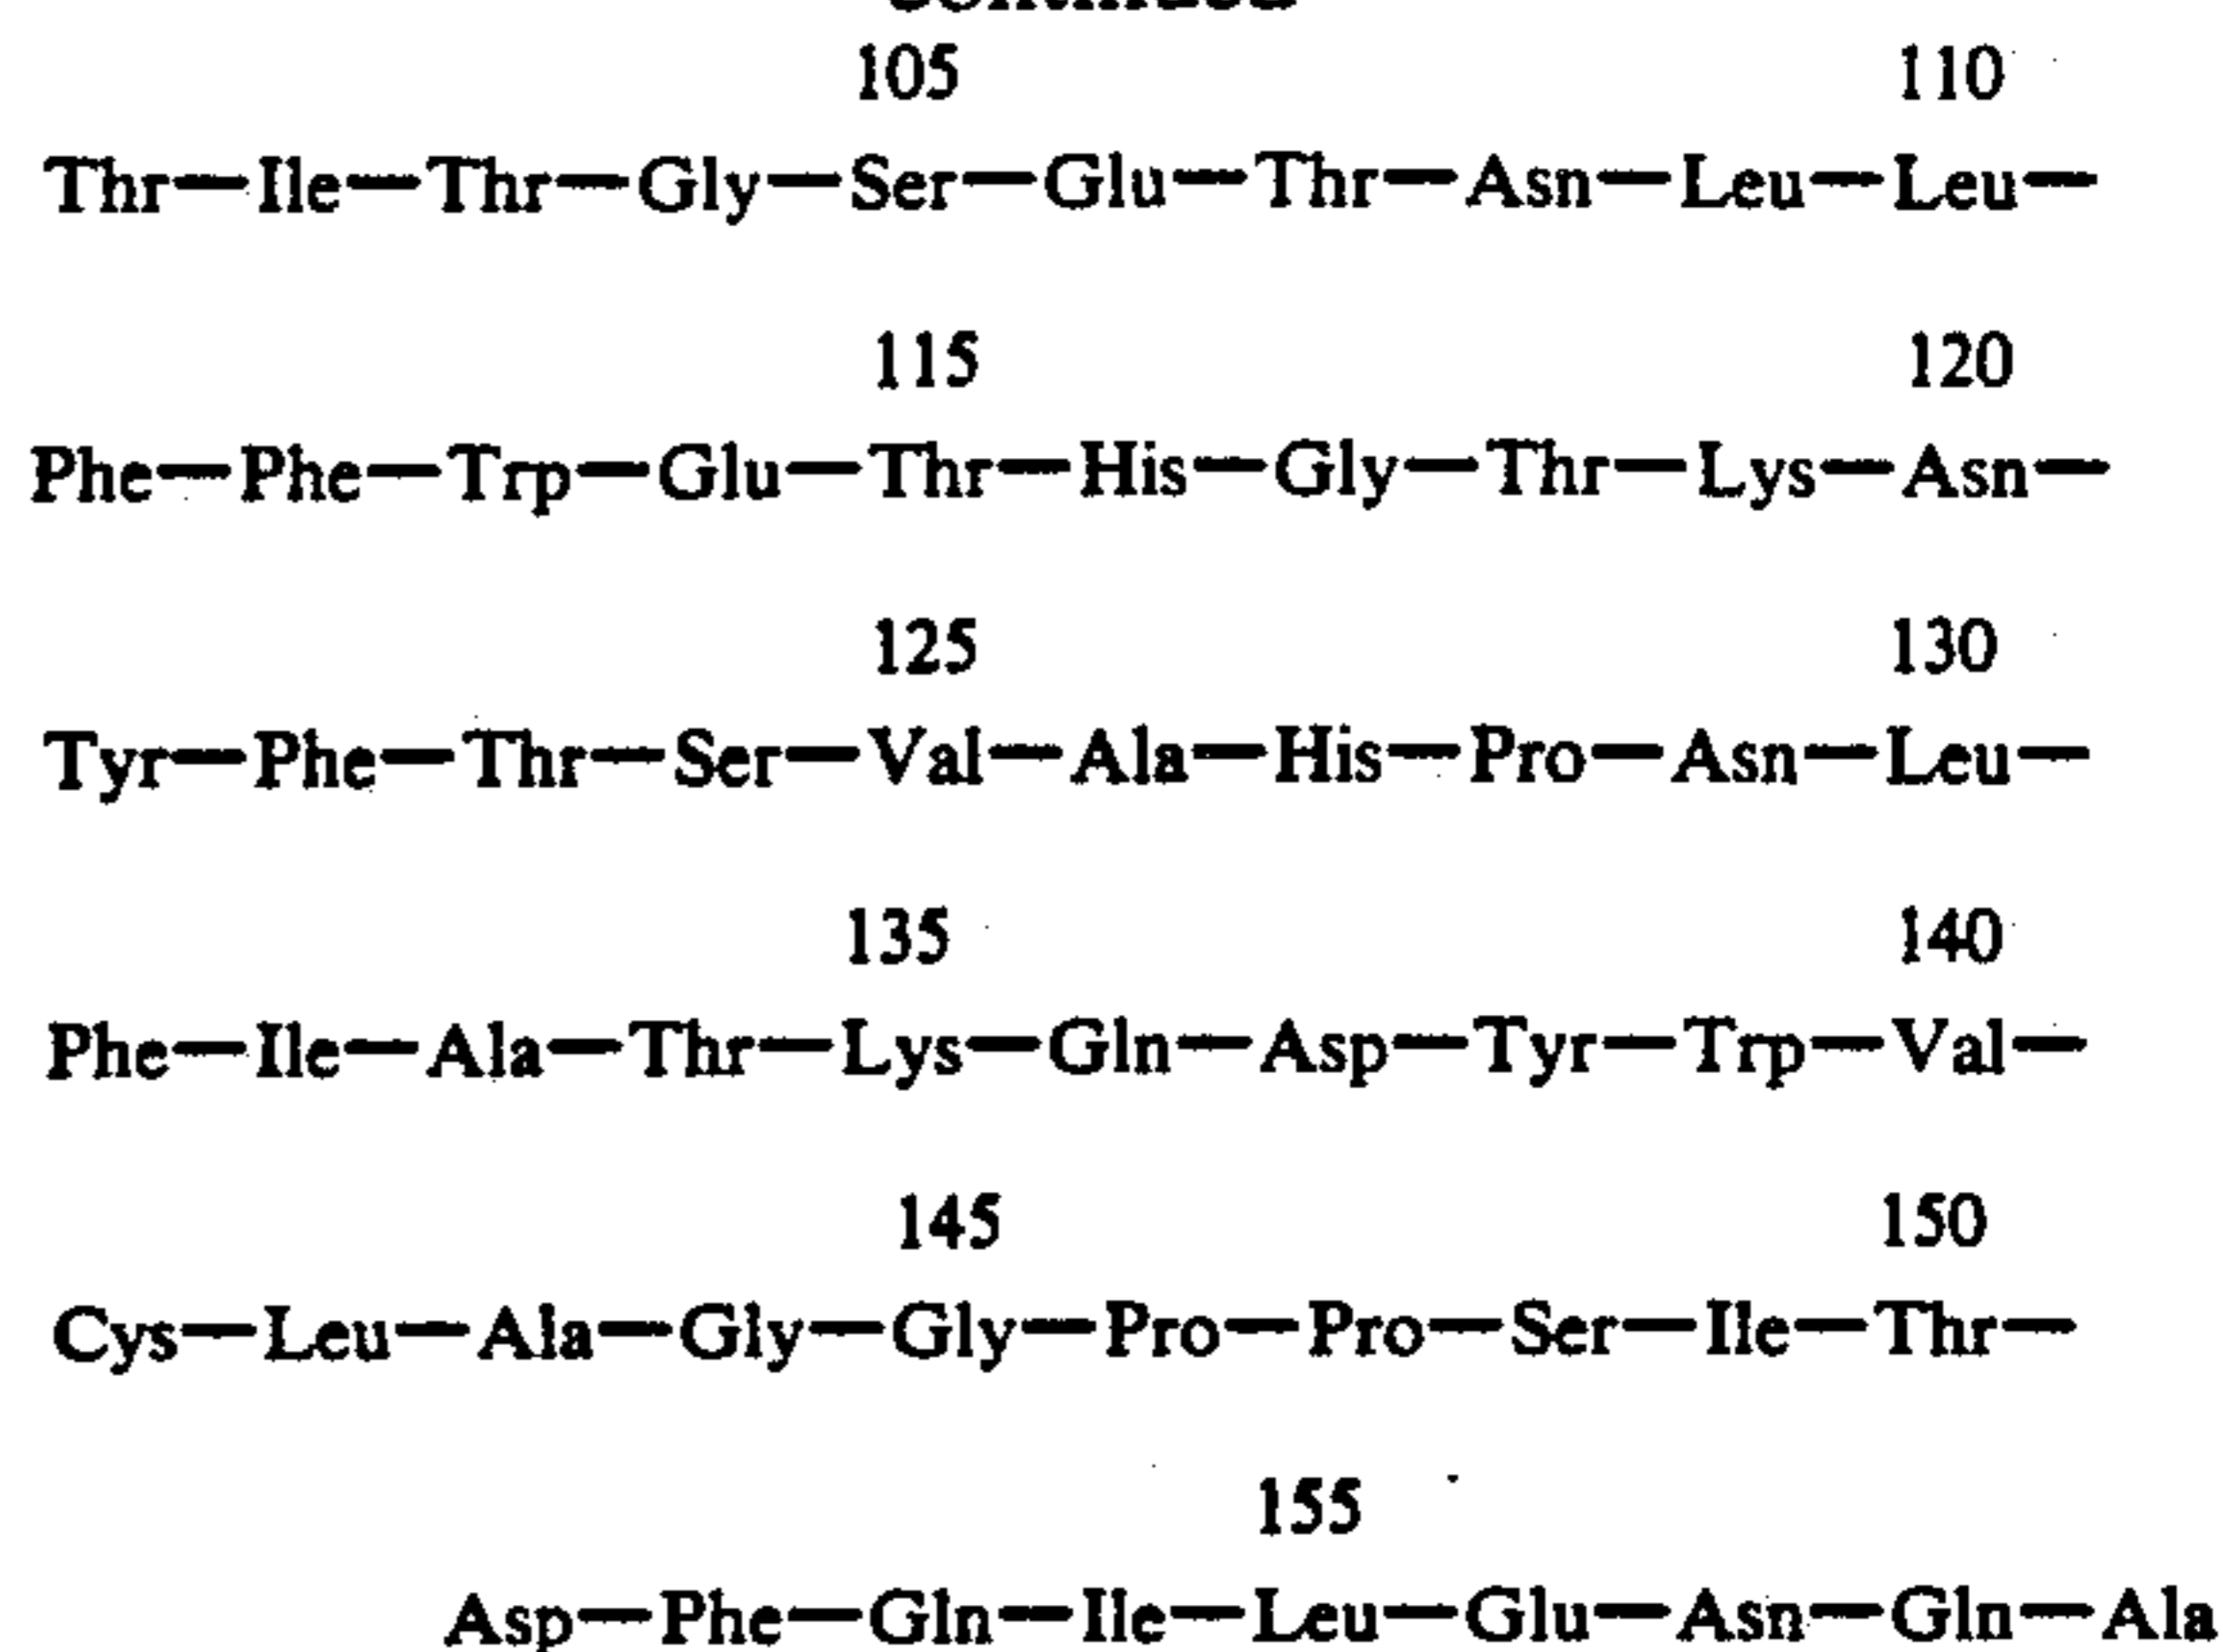 105 110
Thr—Ile—Thr—Gly—Ser—Glu—Thr—Asn—Leu—Leu—
115 120
Phe—Phe—Trp—Glu—Thr—His—Gly—Thr—Lys—Asn—
125 130
Tyr—Phe—Thr—Ser—Val—Ala—His—Pro—Asn—Leu—
135 140
Phe—Ile—Ala—Thr—Lys—Gln—Asp—Tyr—Trp—Val—
145 150
Cys—Leu—Ala—Gly—Gly—Pro—Pro—Ser—Ile—Thr—
155
Asp—Phe—Gln—Ile—Leu—Glu—Asn—Gln—Ala